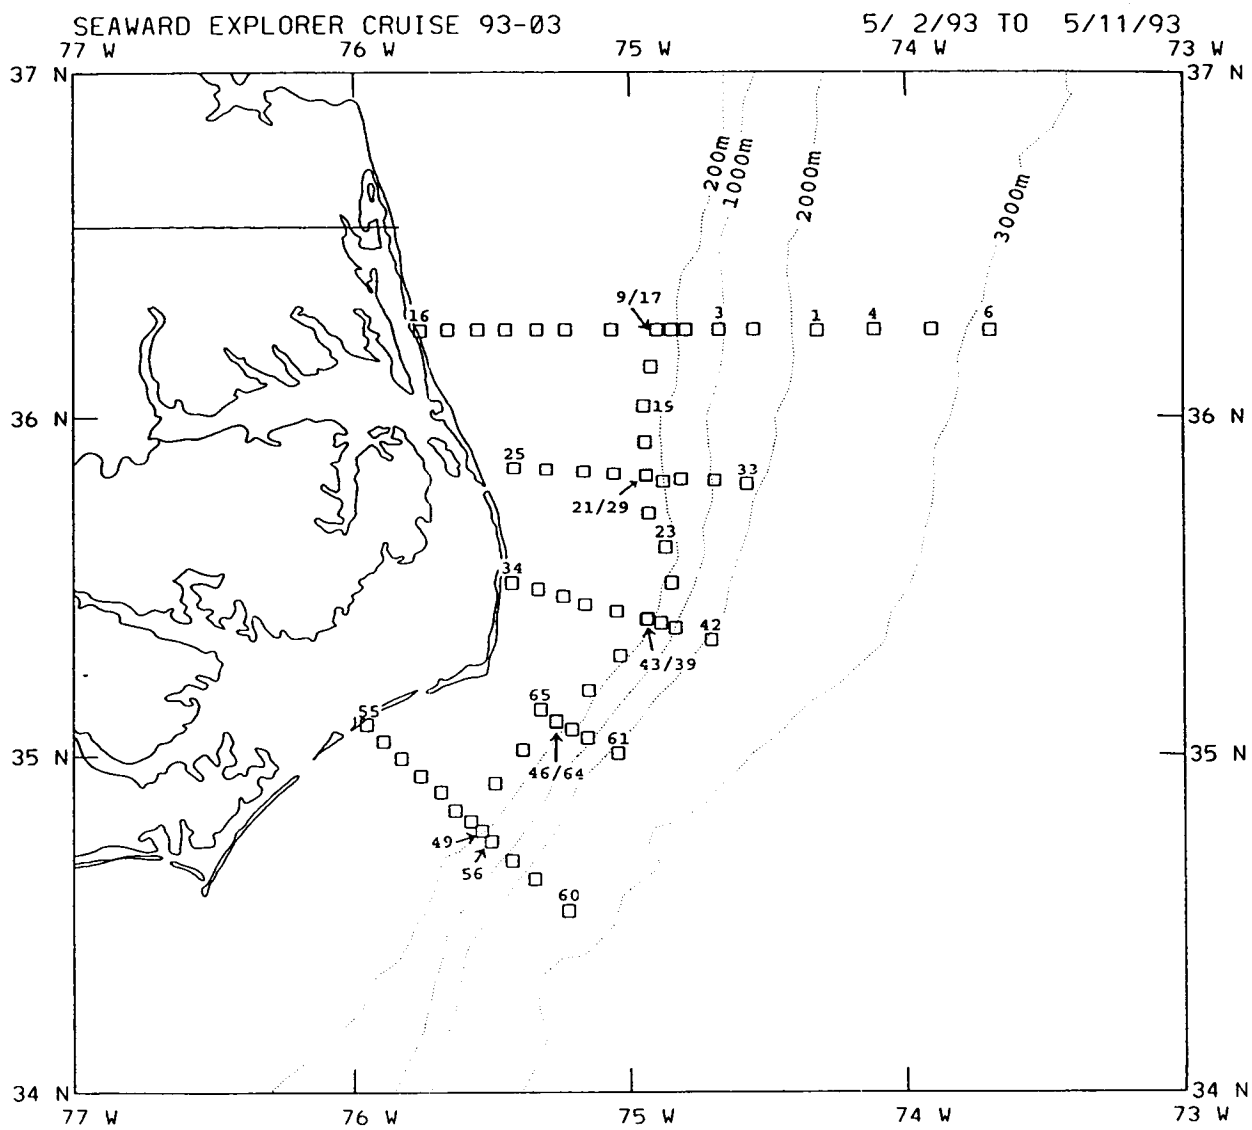 SEAWARD EXPLORER CRUISE 93-03 5/ 2/93 TO 5/11/93
77 W 76 W 75 W 74 W 73 W
37 N 37 N
200m
1000m
2000m
3000m
9/17
16 3 1 4 6
19
36 N 36 N
25 33
21/29
23
34
42
43/39
65
55
61
35 N 35 N
46/64
49
56
60
34 N 34 N
77 W 76 W 75 W 74 W 73 W